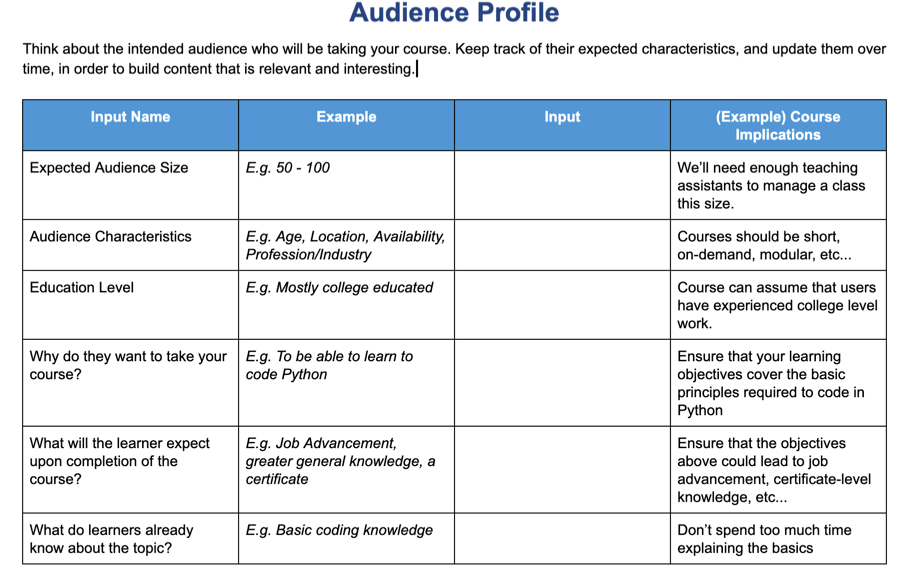 Audience Profile
Think about the intended audience who will be taking your course. Keep track of their expected characteristics, and update them over
time, in order to build content that is relevant and interesting.
Input Name
Example
Input
(Example) Course
Implications
Expected Audience Size
E.g. 50 - 100
We’ll need enough teaching
assistants to manage a class
this size.
Audience Characteristics
E.g. Age, Location, Availability,
Profession/Industry
Courses should be short,
on-demand, modular, etc...
Education Level
E.g. Mostly college educated
Course can assume that users
have experienced college level
work.
Why do they want to take your
course?
E.g. To be able to learn to
code Python
Ensure that your learning
objectives cover the basic
principles required to code in
Python
What will the learner expect
upon completion of the
course?
E.g. Job Advancement,
greater general knowledge, a
certificate
Ensure that the objectives
above could lead to job
advancement, certificate-level
knowledge, etc...
What do learners already
know about the topic?
E.g. Basic coding knowledge
Don’t spend too much time
explaining the basics